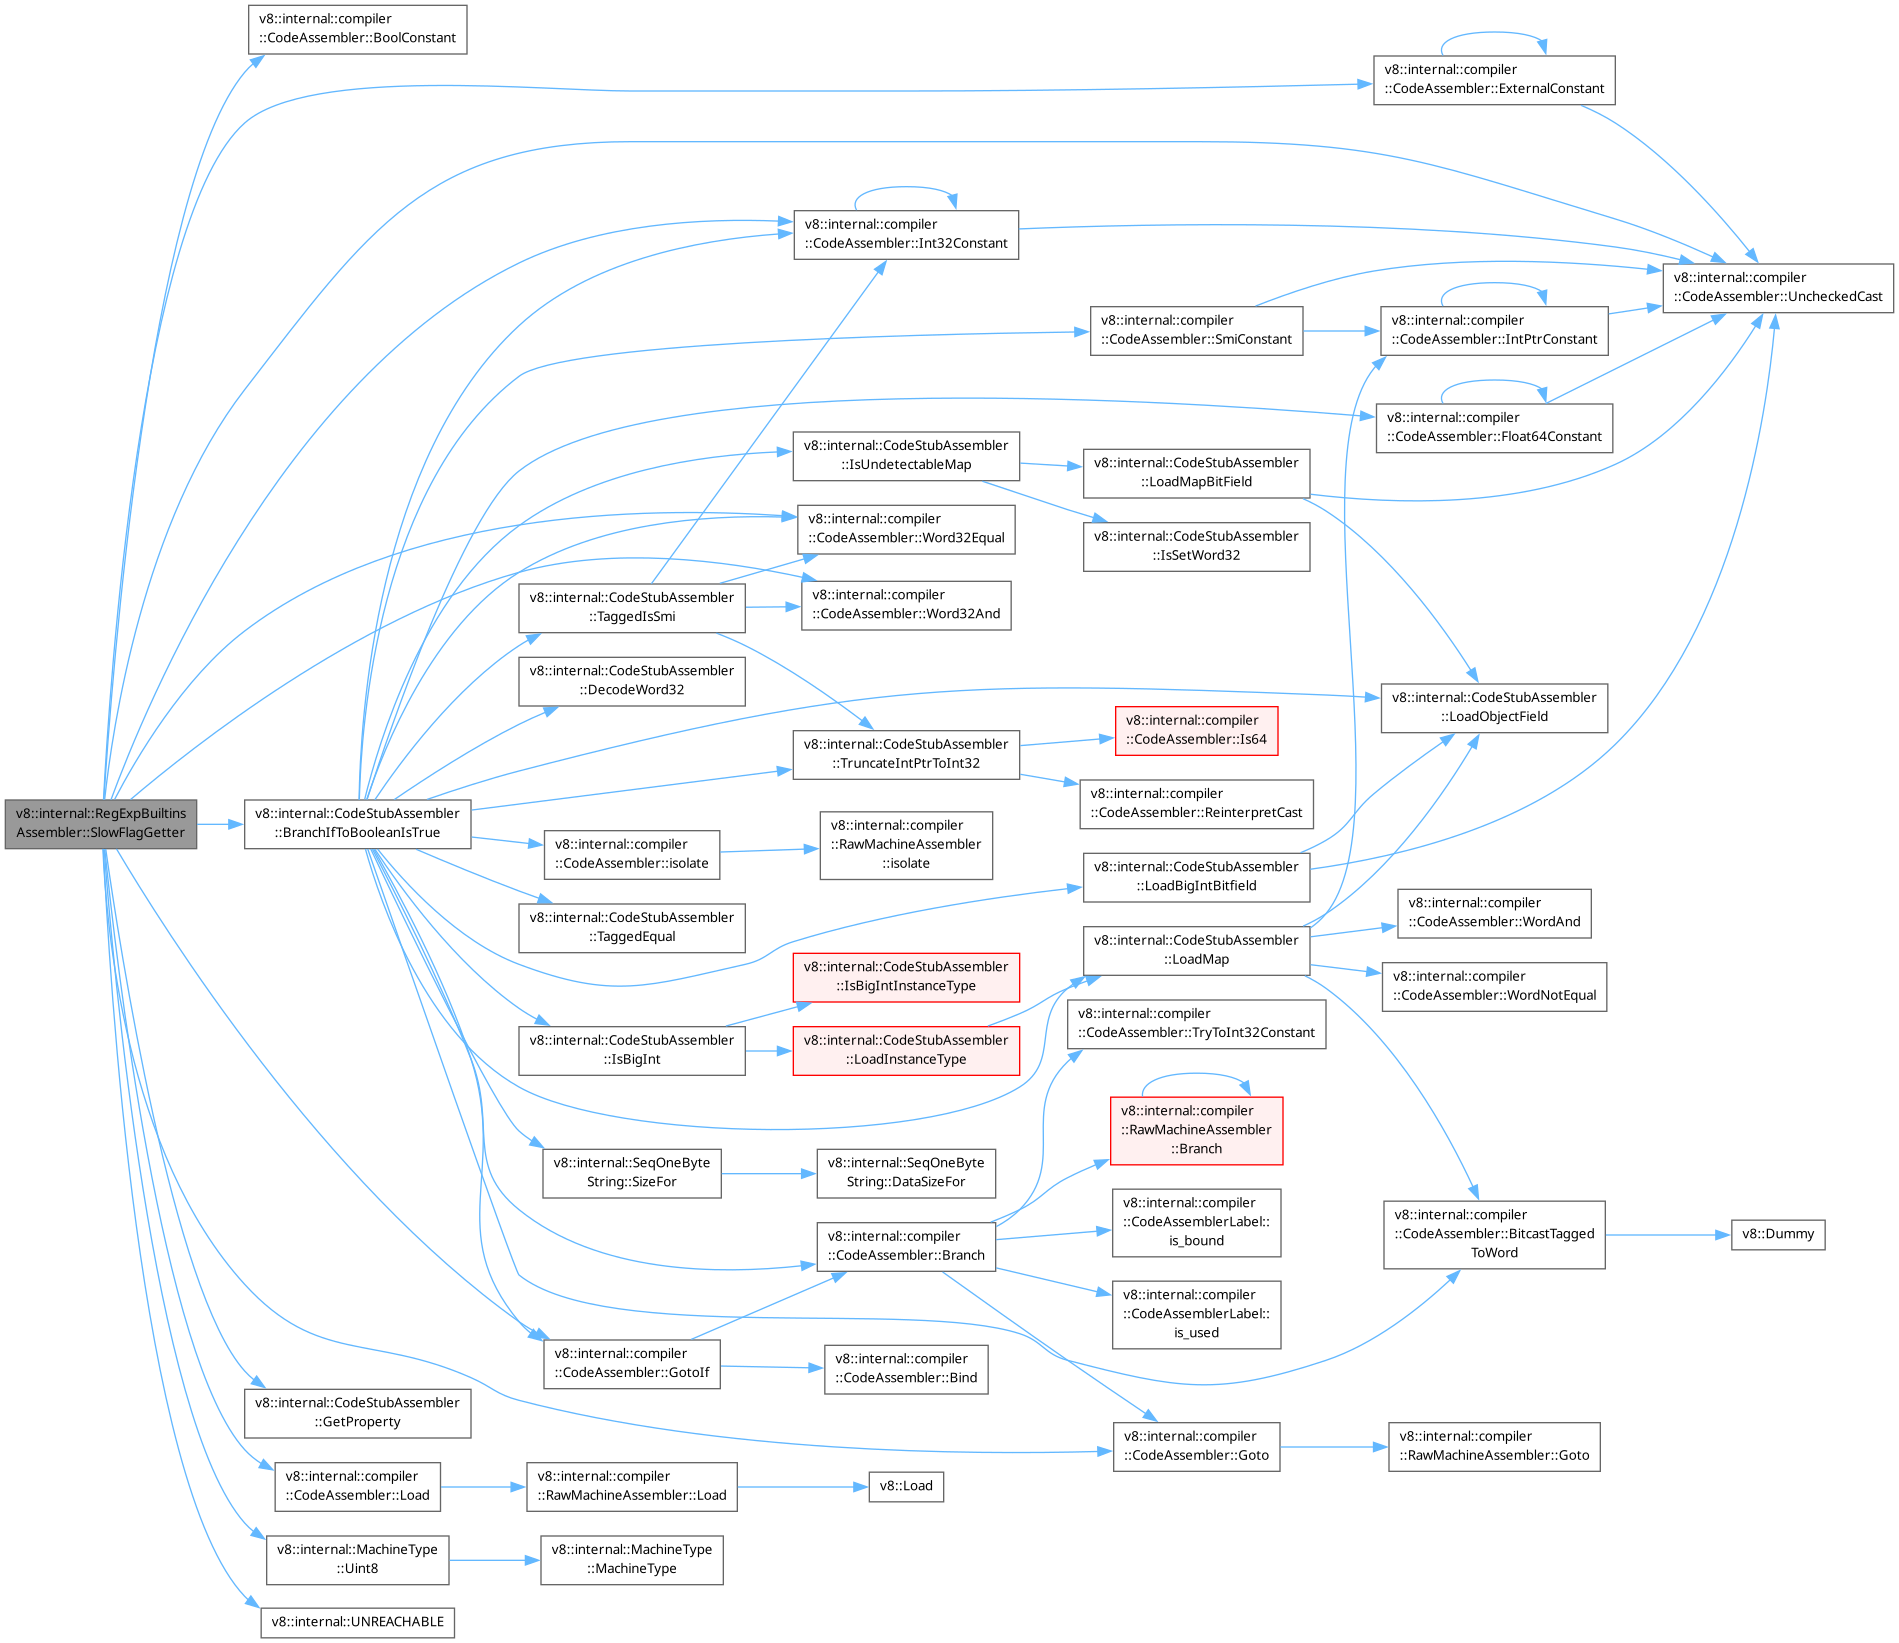 v8::internal::compiler
::CodeAssembler::BoolConstant
v8::internal::compiler
::CodeAssembler::ExternalConstant
v8::internal::compiler
::CodeAssembler::Int32Constant
v8::internal::compiler
::CodeAssembler::UncheckedCast
v8::internal::compiler
::CodeAssembler::SmiConstant
v8::internal::compiler
::CodeAssembler::IntPtrConstant
v8::internal::compiler
::CodeAssembler::Float64Constant
v8::internal::CodeStubAssembler
::IsUndetectableMap
v8::internal::CodeStubAssembler
::LoadMapBitField
v8::internal::compiler
::CodeAssembler::Word32Equal
v8::internal::CodeStubAssembler
::IsSetWord32
v8::internal::CodeStubAssembler
::TaggedIsSmi
v8::internal::compiler
::CodeAssembler::Word32And
v8::internal::CodeStubAssembler
::DecodeWord32
v8::internal::CodeStubAssembler
::LoadObjectField
v8::internal::compiler
::CodeAssembler::Is64
v8::internal::CodeStubAssembler
::TruncateIntPtrToInt32
v8::internal::compiler
::CodeAssembler::ReinterpretCast
v8::internal::RegExpBuiltins
Assembler::SlowFlagGetter
v8::internal::CodeStubAssembler
::BranchIfToBooleanIsTrue
v8::internal::compiler
::CodeAssembler::isolate
v8::internal::compiler
::RawMachineAssembler
::isolate
v8::internal::CodeStubAssembler
::LoadBigIntBitfield
v8::internal::CodeStubAssembler
::TaggedEqual
v8::internal::compiler
::CodeAssembler::WordAnd
v8::internal::CodeStubAssembler
::LoadMap
v8::internal::CodeStubAssembler
::IsBigIntInstanceType
v8::internal::compiler
::CodeAssembler::WordNotEqual
v8::internal::compiler
::CodeAssembler::TryToInt32Constant
v8::internal::CodeStubAssembler
::IsBigInt
v8::internal::CodeStubAssembler
::LoadInstanceType
v8::internal::compiler
::RawMachineAssembler
::Branch
v8::internal::SeqOneByte
String::SizeFor
v8::internal::SeqOneByte
String::DataSizeFor
v8::internal::compiler
::CodeAssemblerLabel::
is_bound
v8::internal::compiler
::CodeAssembler::Branch
v8::internal::compiler
::CodeAssembler::BitcastTagged
ToWord
v8::Dummy
v8::internal::compiler
::CodeAssemblerLabel::
is_used
v8::internal::compiler
::CodeAssembler::GotoIf
v8::internal::compiler
::CodeAssembler::Bind
v8::internal::CodeStubAssembler
::GetProperty
v8::internal::compiler
::CodeAssembler::Goto
v8::internal::compiler
::RawMachineAssembler::Goto
v8::internal::compiler
::CodeAssembler::Load
v8::internal::compiler
::RawMachineAssembler::Load
v8::Load
v8::internal::MachineType
::Uint8
v8::internal::MachineType
::MachineType
v8::internal::UNREACHABLE